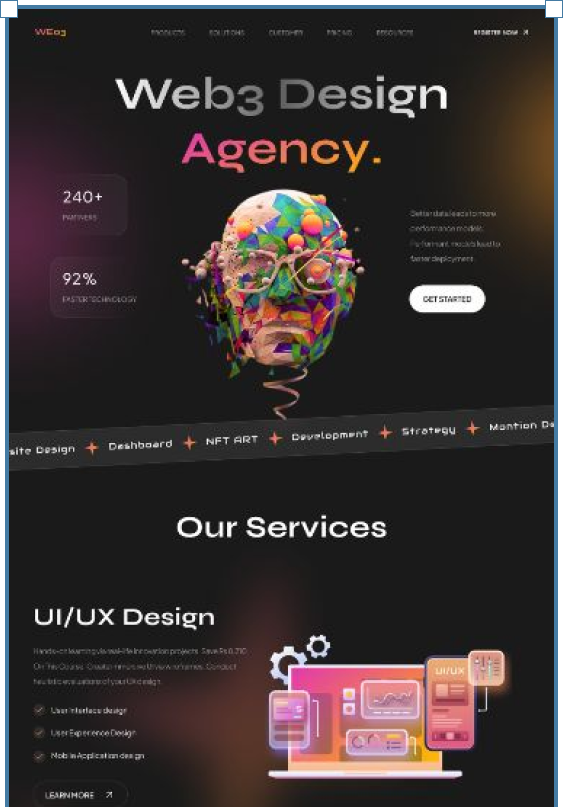 WEB3
PRODUCTS SOLUTIONS CUSTOMER PRICING RESOURCES REGISTER NOW
Web3 Design
Agency.
240+
PARTNERS
92%
FASTER TECHNOLOGY
Better data leads to more
performance models.
Performant models lead to
faster deployment.
GET STARTED
site Design Dashboard NFT ART Development Strategy Mantion De
Our Services
UI/UX Design
Hands-on learning via real-life innovation projects. Save Rs 8,710
On This Course. Create mirrors with wireframes. Conduct
heuristic evaluations of your UX design.
User Interface design
User Experience Design
Mobile Application design
LEARN MORE
UI/UX